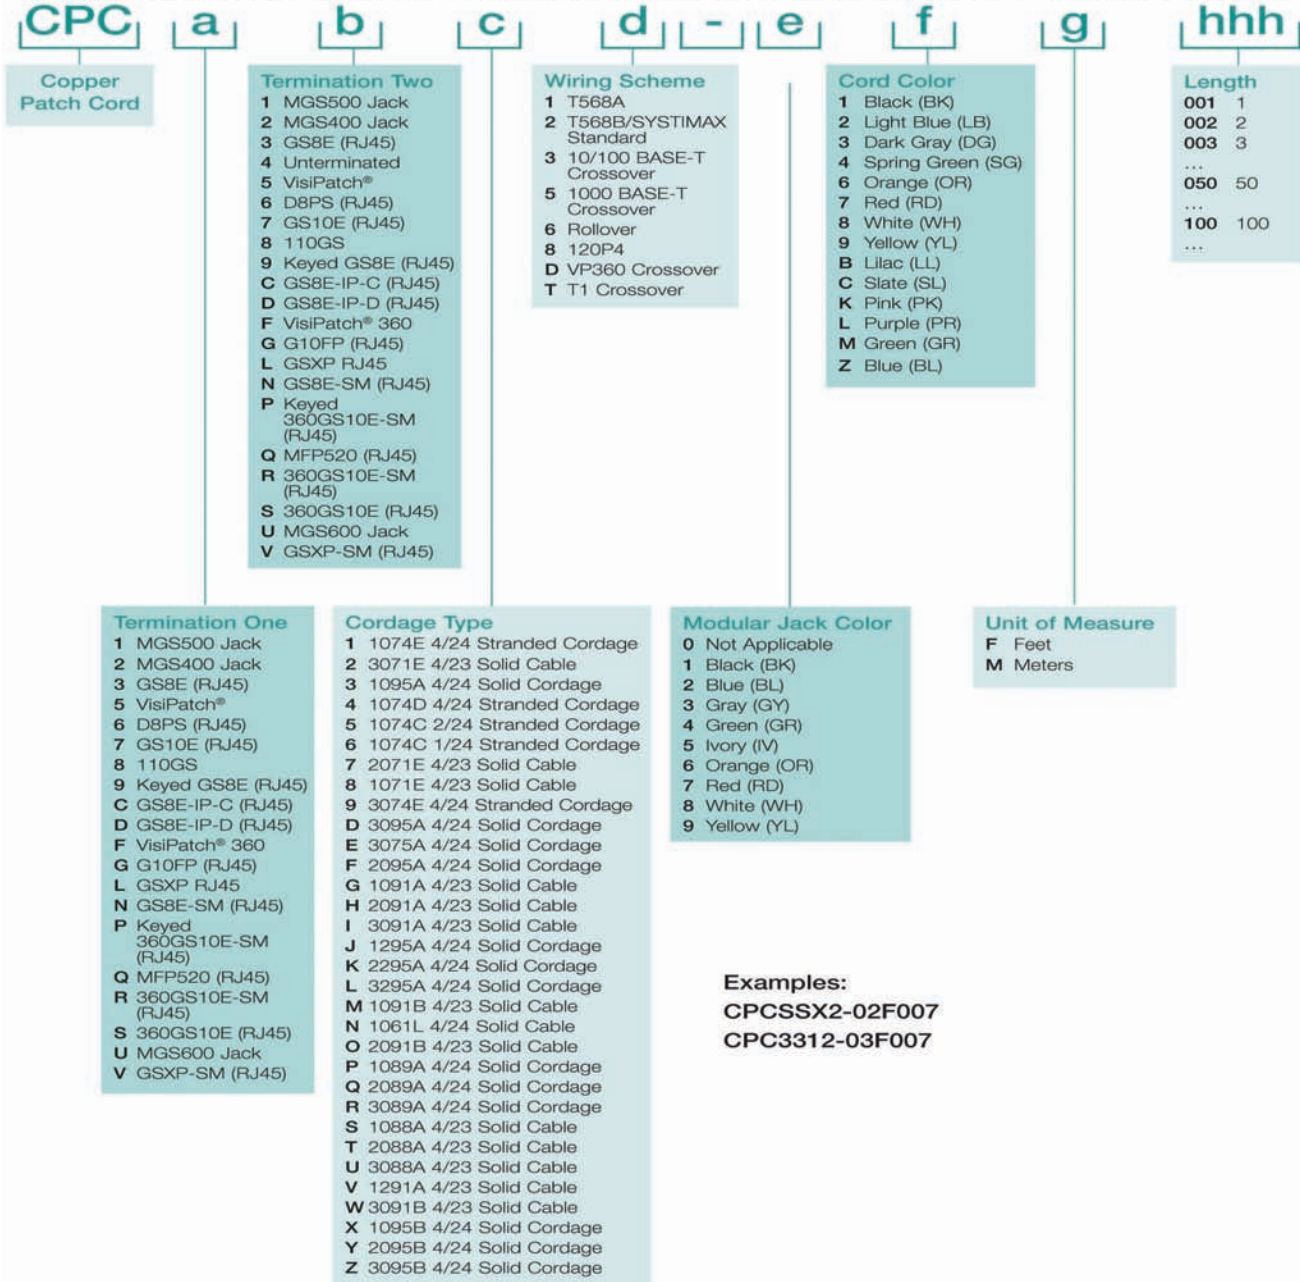 CPC a b c d - e f g hhh
Copper
Patch Cord
Termination Two
1 MGS500 Jack
2 MGS400 Jack
3 GS8E (RJ45)
4 Unterminated
5 VisiPatch®
6 D8PS (RJ45)
7 GS10E (RJ45)
8 110GS
9 Keyed GS8E (RJ45)
C GS8E-IP-C (RJ45)
D GS8E-IP-D (RJ45)
F VisiPatch® 360
G G10FP (RJ45)
L GSXP RJ45
N GS8E-SM (RJ45)
P Keyed
360GS10E-SM
(RJ45)
Q MFP520 (RJ45)
R 360GS10E-SM
(RJ45)
S 360GS10E (RJ45)
U MGS600 Jack
V GSXP-SM (RJ45)
Wiring Scheme
1 T568A
2 T568B/SYSTIMAX
Standard
3 10/100 BASE-T
Crossover
5 1000 BASE-T
Crossover
6 Rollover
8 120P4
D VP360 Crossover
T T1 Crossover
Cord Color
1 Black (BK)
2 Light Blue (LB)
3 Dark Gray (DG)
4 Spring Green (SG)
6 Orange (OR)
7 Red (RD)
8 White (WH)
9 Yellow (YL)
B Lilac (LL)
C Slate (SL)
K Pink (PK)
L Purple (PR)
M Green (GR)
Z Blue (BL)
Length
001 1
002 2
003 3
...
050 50
...
100 100
...
Termination One
1 MGS500 Jack
2 MGS400 Jack
3 GS8E (RJ45)
5 VisiPatch®
6 D8PS (RJ45)
7 GS10E (RJ45)
8 110GS
9 Keyed GS8E (RJ45)
C GS8E-IP-C (RJ45)
D GS8E-IP-D (RJ45)
F VisiPatch® 360
G G10FP (RJ45)
L GSXP RJ45
N GS8E-SM (RJ45)
P Keyed
360GS10E-SM
(RJ45)
Q MFP520 (RJ45)
R 360GS10E-SM
(RJ45)
S 360GS10E (RJ45)
U MGS600 Jack
V GSXP-SM (RJ45)
Cordage Type
1 1074E 4/24 Stranded Cordage
2 3071E 4/23 Solid Cable
3 1095A 4/24 Solid Cordage
4 1074D 4/24 Stranded Cordage
5 1074C 2/24 Stranded Cordage
6 1074C 1/24 Stranded Cordage
7 2071E 4/23 Solid Cable
8 1071E 4/23 Solid Cable
9 3074E 4/24 Stranded Cordage
D 3095A 4/24 Solid Cordage
E 3075A 4/24 Solid Cordage
F 2095A 4/24 Solid Cordage
G 1091A 4/23 Solid Cable
H 2091A 4/23 Solid Cable
I 3091A 4/23 Solid Cable
J 1295A 4/24 Solid Cordage
K 2295A 4/24 Solid Cordage
L 3295A 4/24 Solid Cordage
M 1091B 4/23 Solid Cable
N 1061L 4/24 Solid Cable
O 2091B 4/23 Solid Cable
P 1089A 4/24 Solid Cordage
Q 2089A 4/24 Solid Cordage
R 3089A 4/24 Solid Cordage
S 1088A 4/23 Solid Cable
T 2088A 4/23 Solid Cable
U 3088A 4/23 Solid Cable
V 1291A 4/23 Solid Cable
W 3091B 4/23 Solid Cable
X 1095B 4/24 Solid Cordage
Y 2095B 4/24 Solid Cordage
Z 3095B 4/24 Solid Cordage
Modular Jack Color
0 Not Applicable
1 Black (BK)
2 Blue (BL)
3 Gray (GY)
4 Green (GR)
5 Ivory (IV)
6 Orange (OR)
7 Red (RD)
8 White (WH)
9 Yellow (YL)
Unit of Measure
F Feet
M Meters
Examples:
CPCSSX2-02F007
CPC3312-03F007